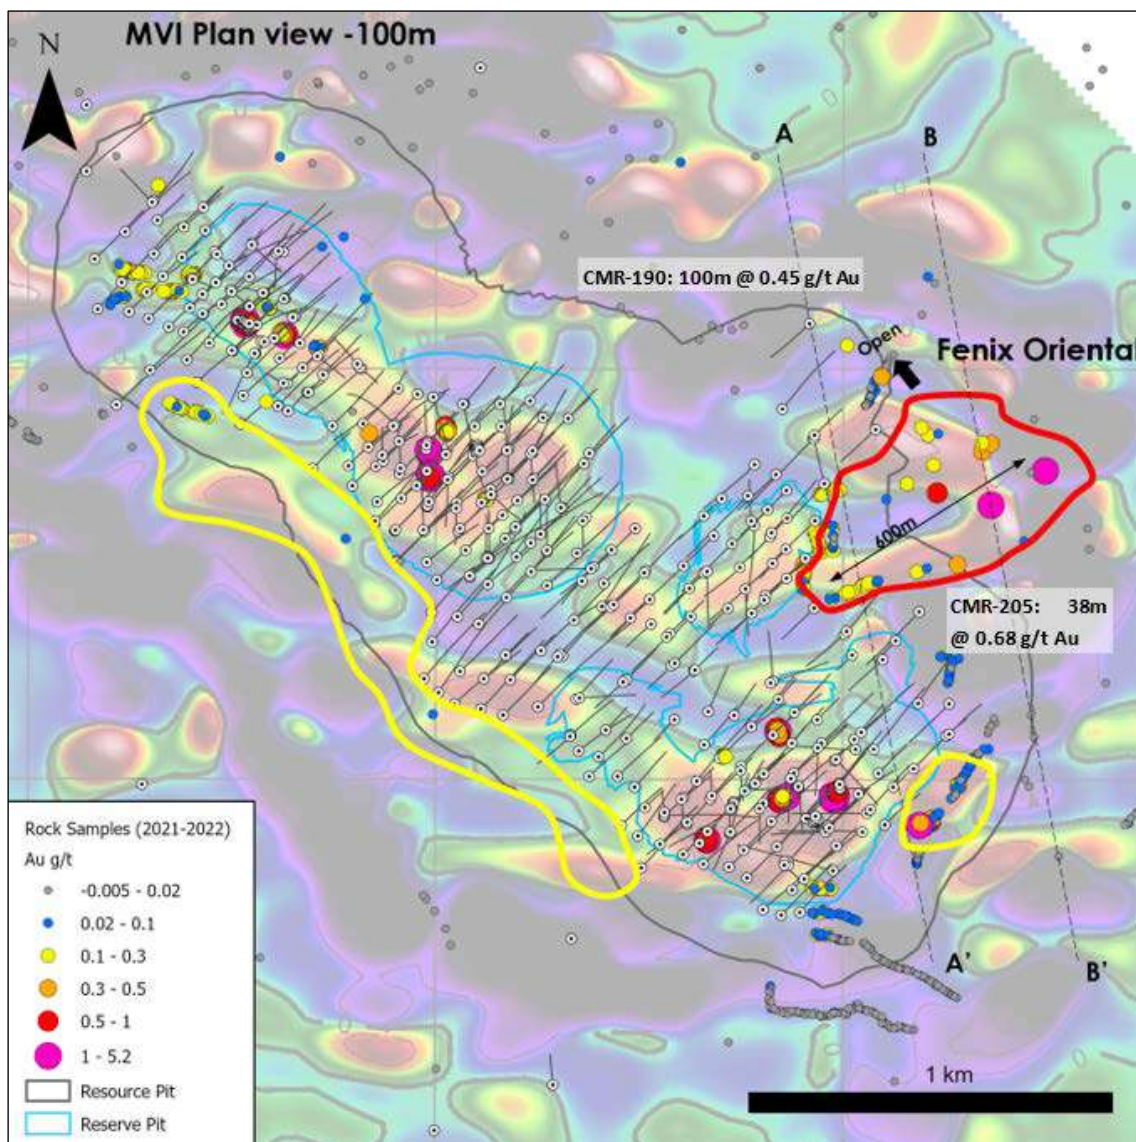 MVI Plan view -100m
N
A
B
CMR-190: 100m @ 0.45 g/t Au
Open
Fenix Oriental
600m
CMR-205: 38m
@ 0.68 g/t Au
A'
B'
Rock Samples (2021-2022)
Au g/t
-0.005 - 0.02
0.02 - 0.1
0.1 - 0.3
0.3 - 0.5
0.5 - 1
1 - 5.2
Resource Pit
Reserve Pit
1 km